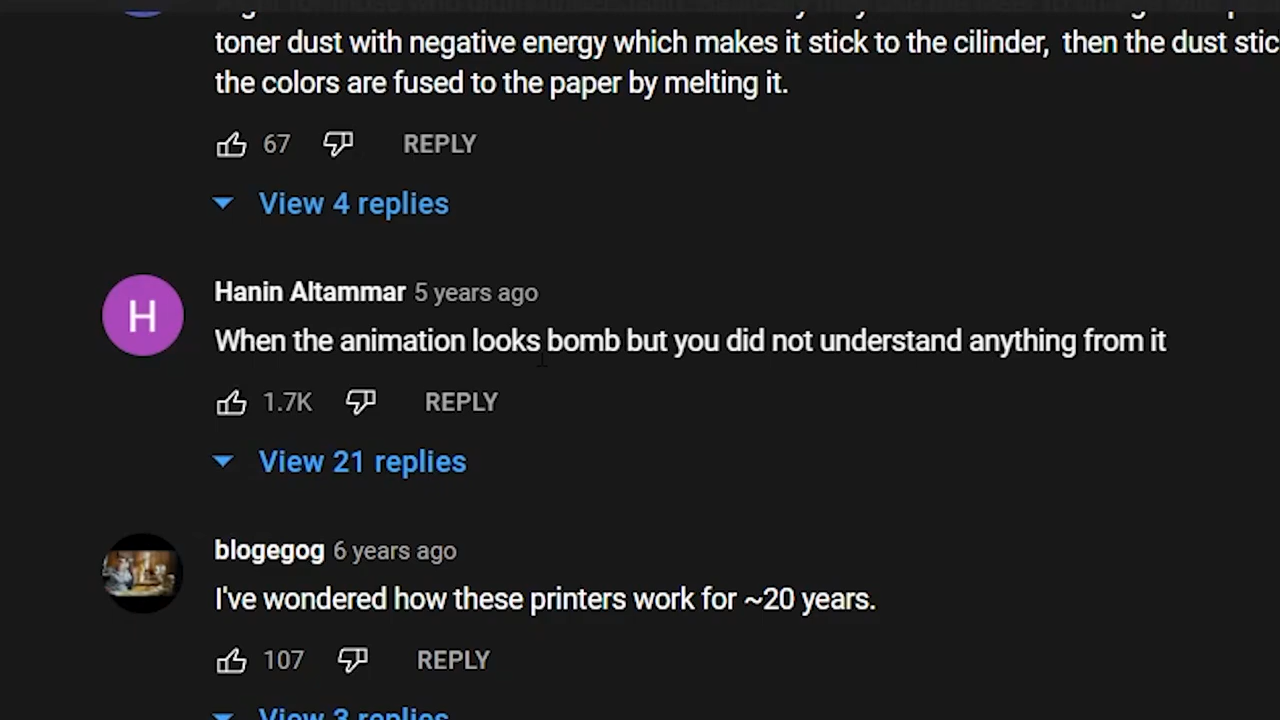 toner dust with negative energy which makes it stick to the cilinder, then the dust stic
the colors are fused to the paper by melting it.
67 REPLY
View 4 replies
H
Hanin Altammar 5 years ago
When the animation looks bomb but you did not understand anything from it
1.7K REPLY
View 21 replies
blogegog 6 years ago
I've wondered how these printers work for ~20 years.
107 REPLY
View 3 replies